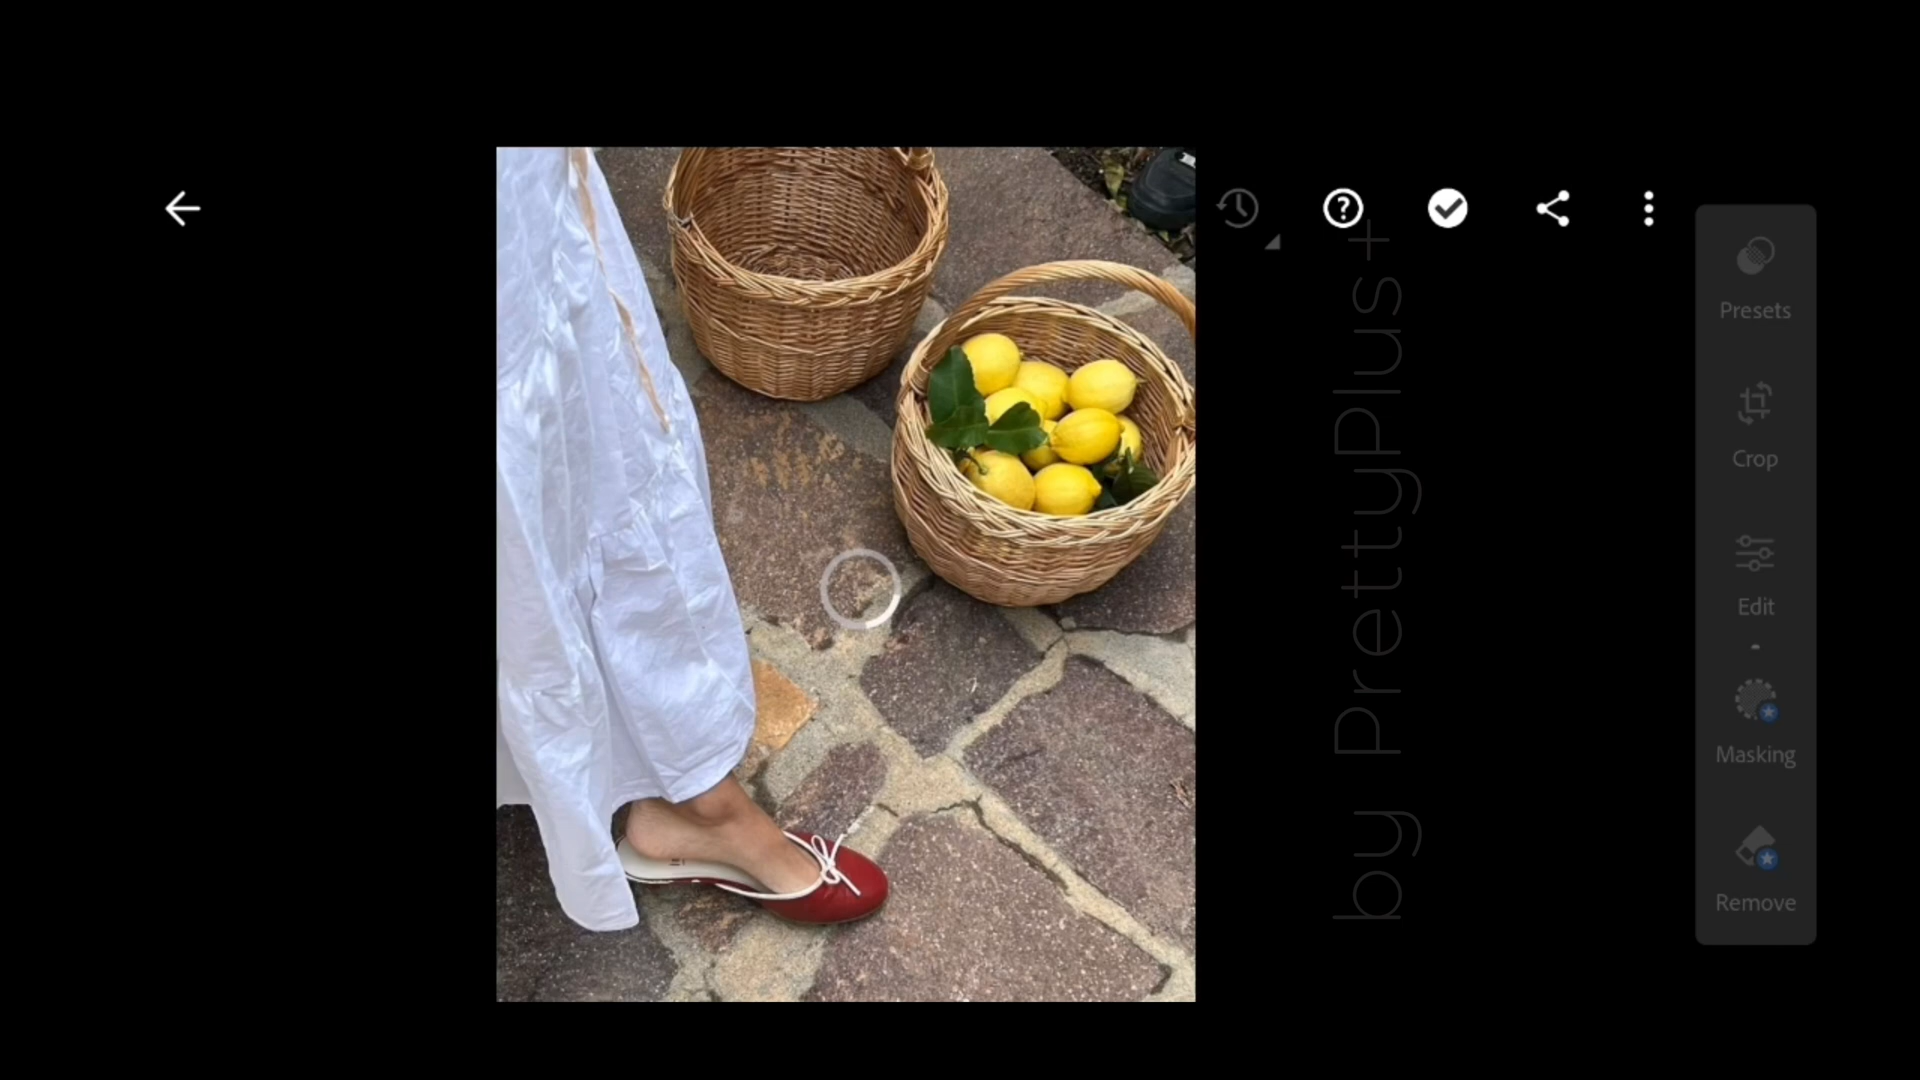 by PrettyPlus+
Presets
Crop
Edit
Masking
Remove